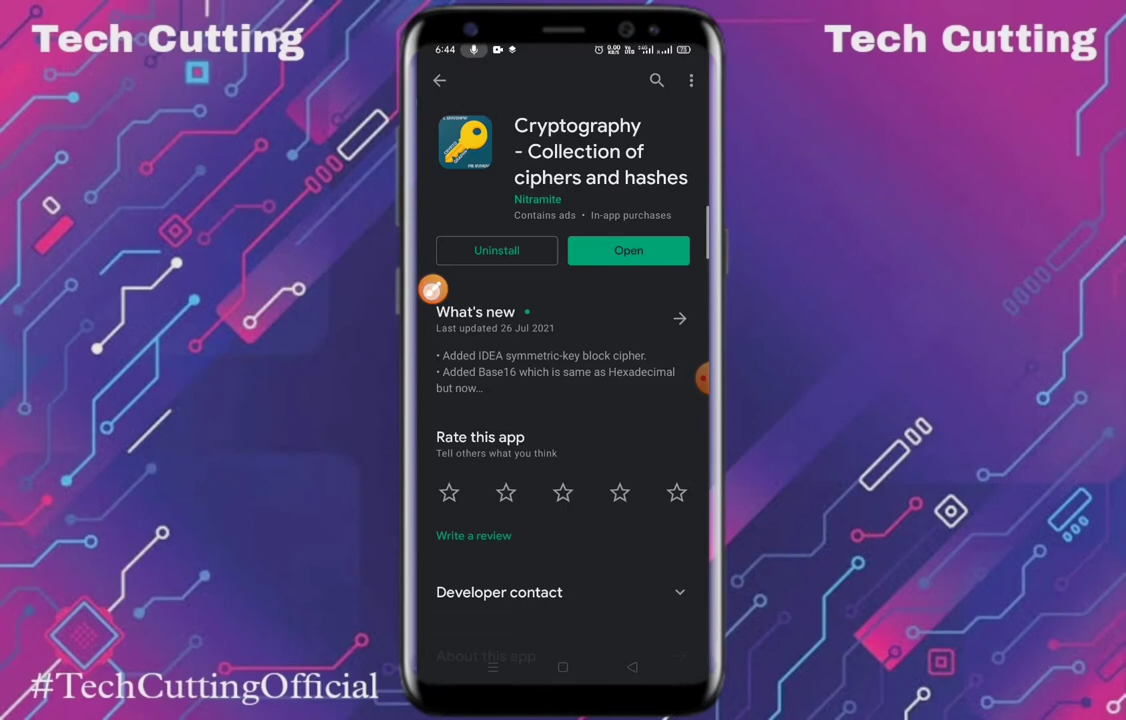 Tech Cutting
Tech Cutting
6:44
Cryptography
- Collection of
ciphers and hashes
Nitramite
Contains ads • In-app purchases
Uninstall
Open
What's new
Last updated 26 Jul 2021
• Added IDEA symmetric-key block cipher.
• Added Base16 which is same as Hexadecimal
but now...
Rate this app
Tell others what you think
Write a review
Developer contact
About this app
#TechCuttingOfficial